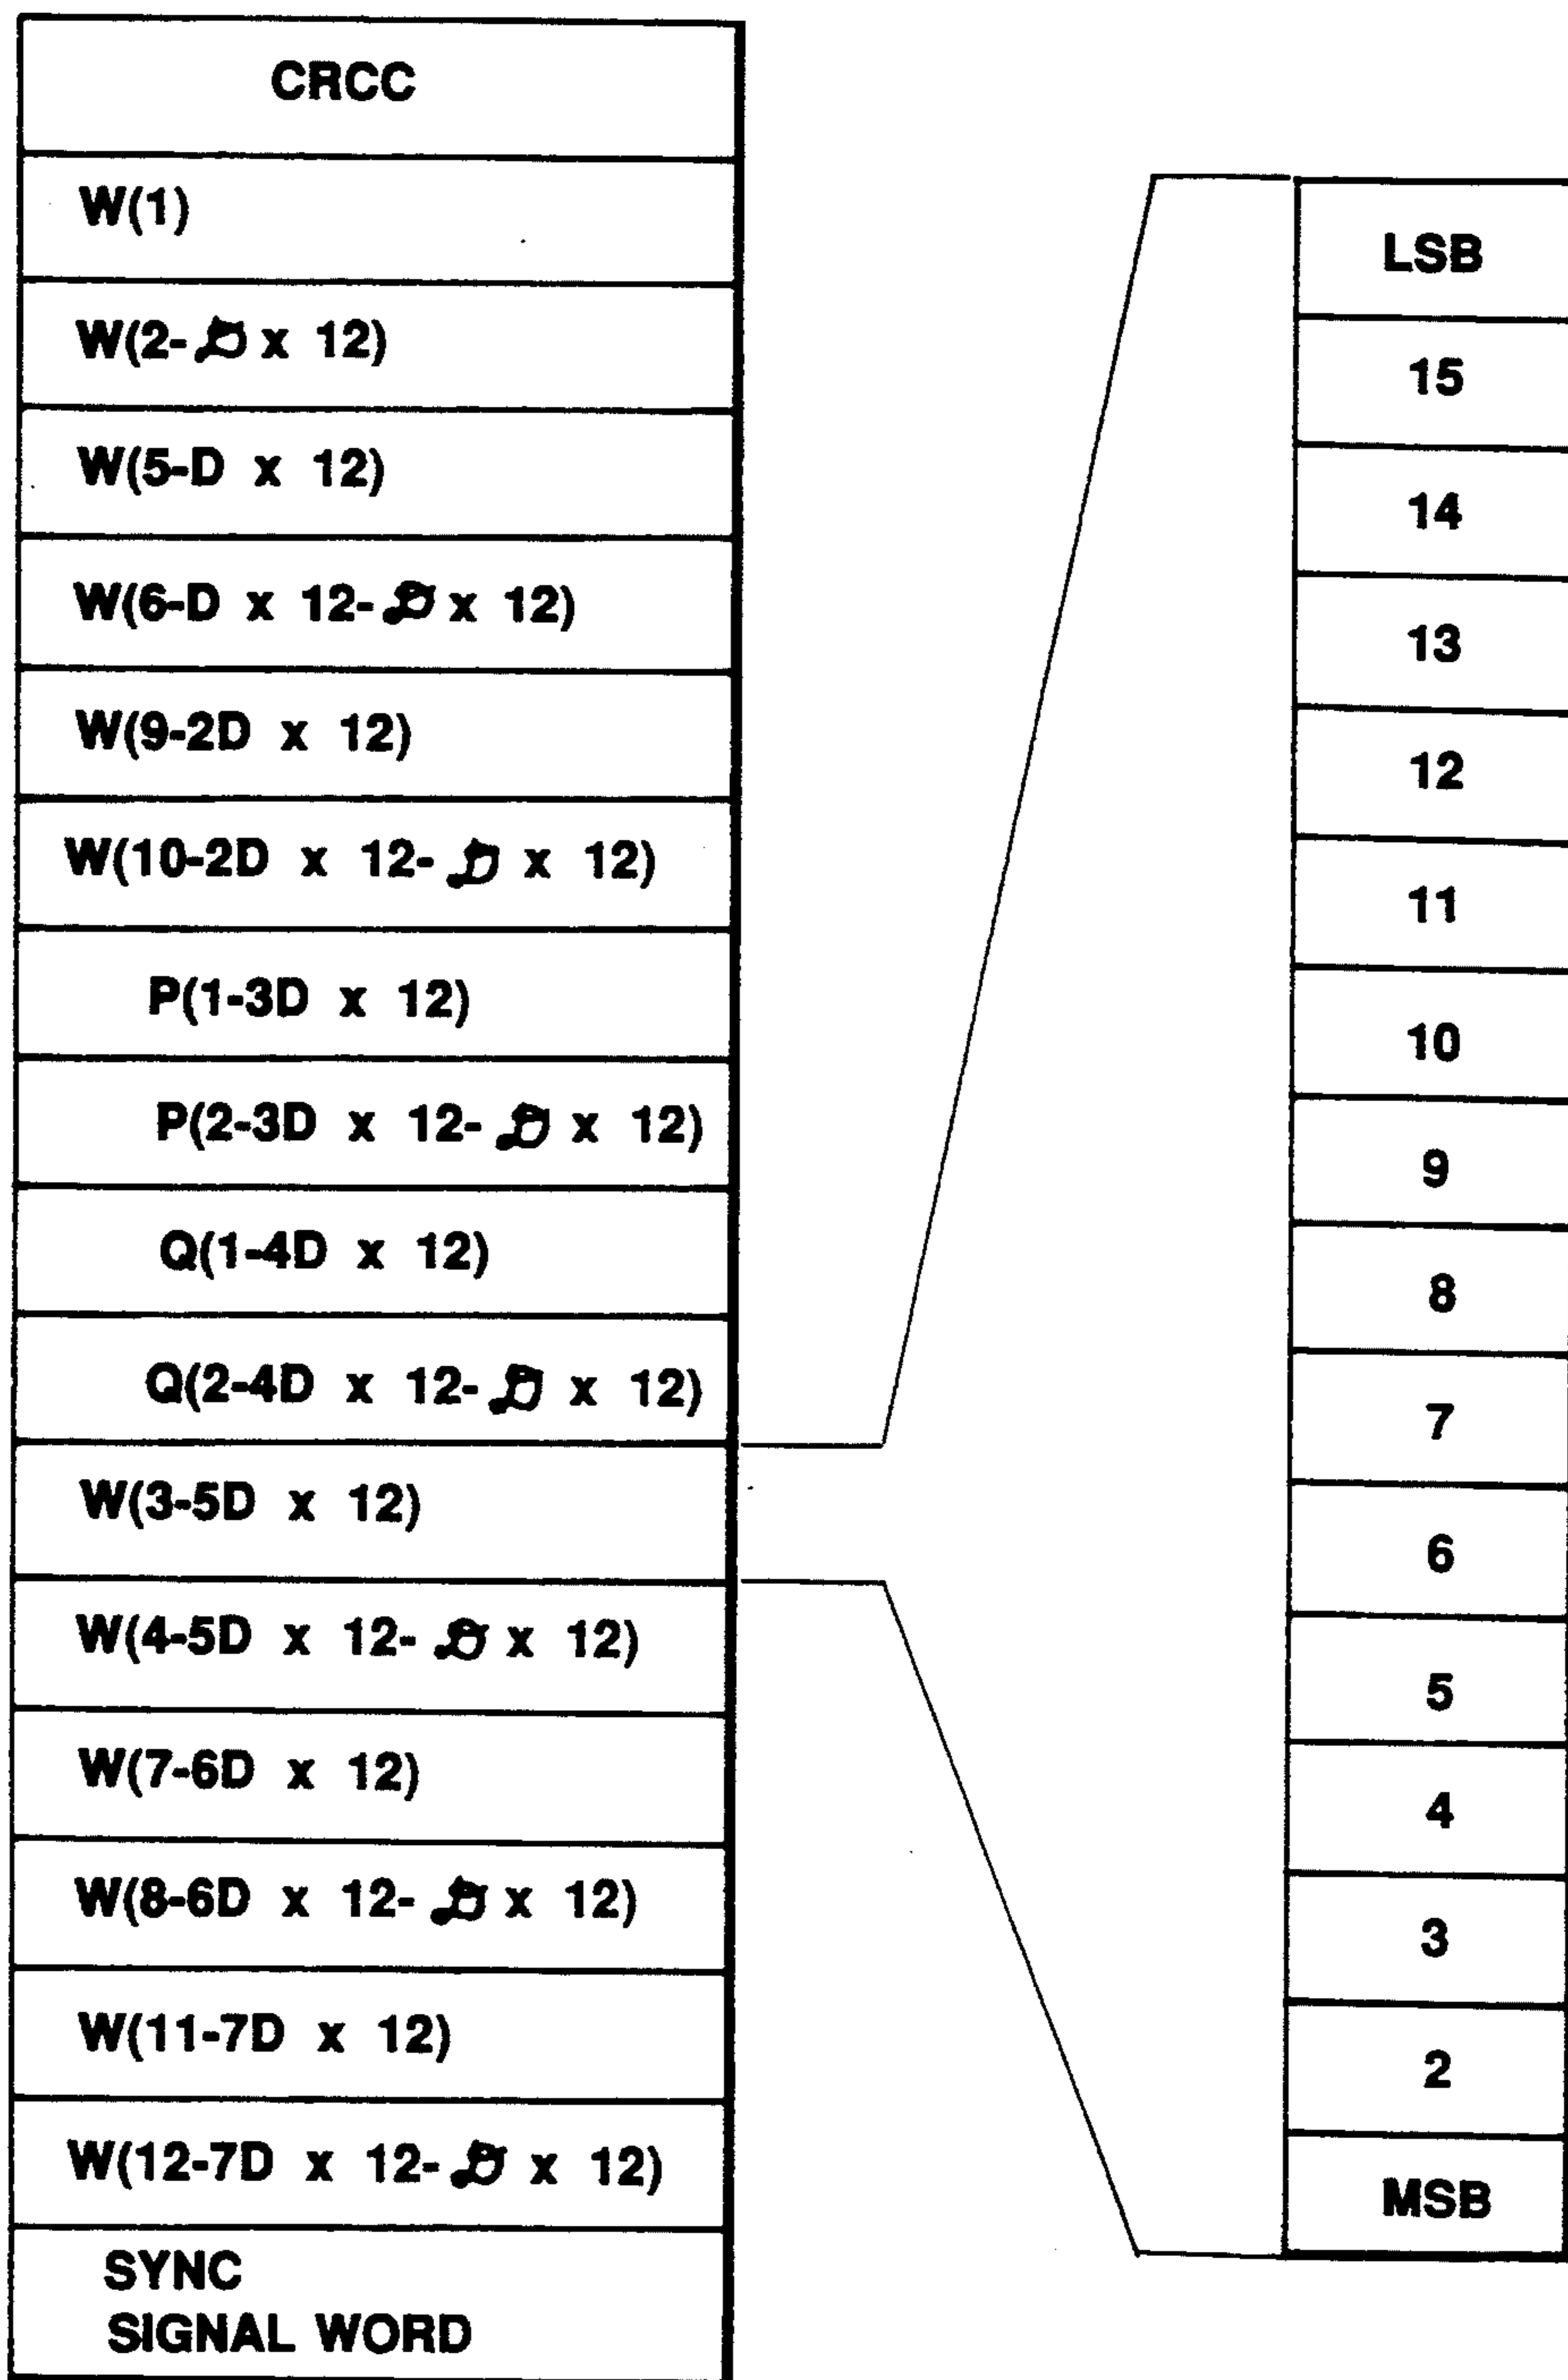 CRCC
W(1)
W(2-𝒟 x 12)
W(5-D x 12)
W(6-D x 12-𝒟 x 12)
W(9-2D x 12)
W(10-2D x 12-𝒟 x 12)
P(1-3D x 12)
P(2-3D x 12-𝒟 x 12)
Q(1-4D x 12)
Q(2-4D x 12-𝒟 x 12)
W(3-5D x 12)
W(4-5D x 12-𝒟 x 12)
W(7-6D x 12)
W(8-6D x 12-𝒟 x 12)
W(11-7D x 12)
W(12-7D x 12-𝒟 x 12)
SYNC
SIGNAL WORD
LSB
15
14
13
12
11
10
9
8
7
6
5
4
3
2
MSB